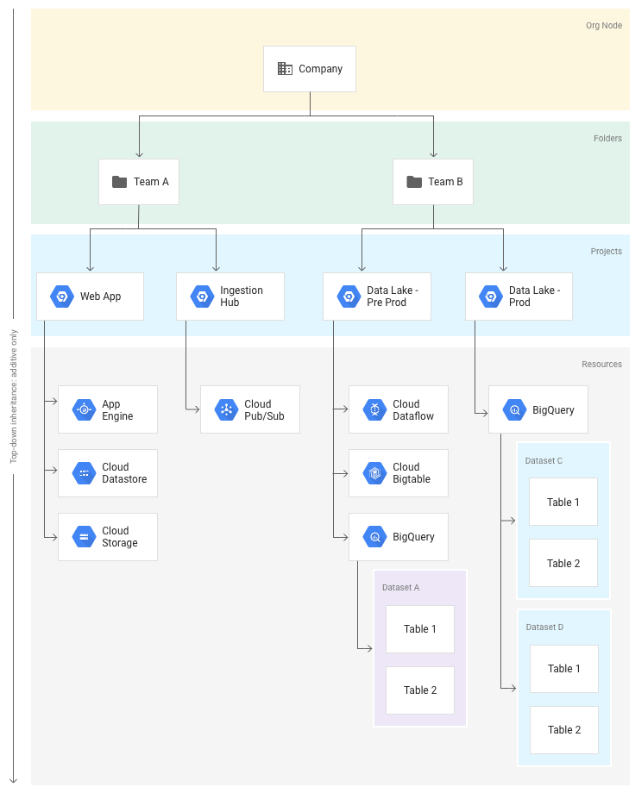 Org Node
Company
Folders
Team A
Team B
Projects
Web App
Ingestion
Hub
Data Lake -
Pre Prod
Data Lake -
Prod
Top-down inheritance: additive only
Resources
App
Engine
Cloud
Pub/Sub
Cloud
Dataflow
BigQuery
Cloud
Datastore
Cloud
Bigtable
Cloud
Storage
BigQuery
Dataset A
Table 1
Table 2
Dataset C
Table 1
Table 2
Dataset D
Table 1
Table 2